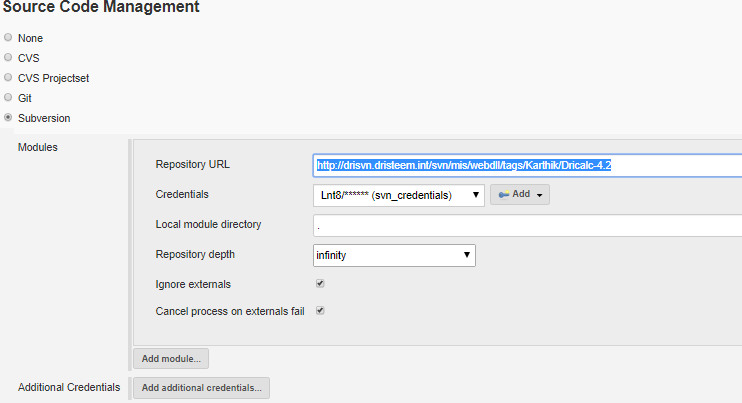 Source Code Management
None
CVS
CVS Projectset
Git
Subversion
Modules
Repository URL http://drisvn.dristeem.int/svn/mis/webdll/tags/Karthik/Dricalc-4.2
Credentials Lnt8/****** (svn_credentials) Add
Local module directory .
Repository depth infinity
Ignore externals
Cancel process on externals fail
Add module...
Additional Credentials Add additional credentials...